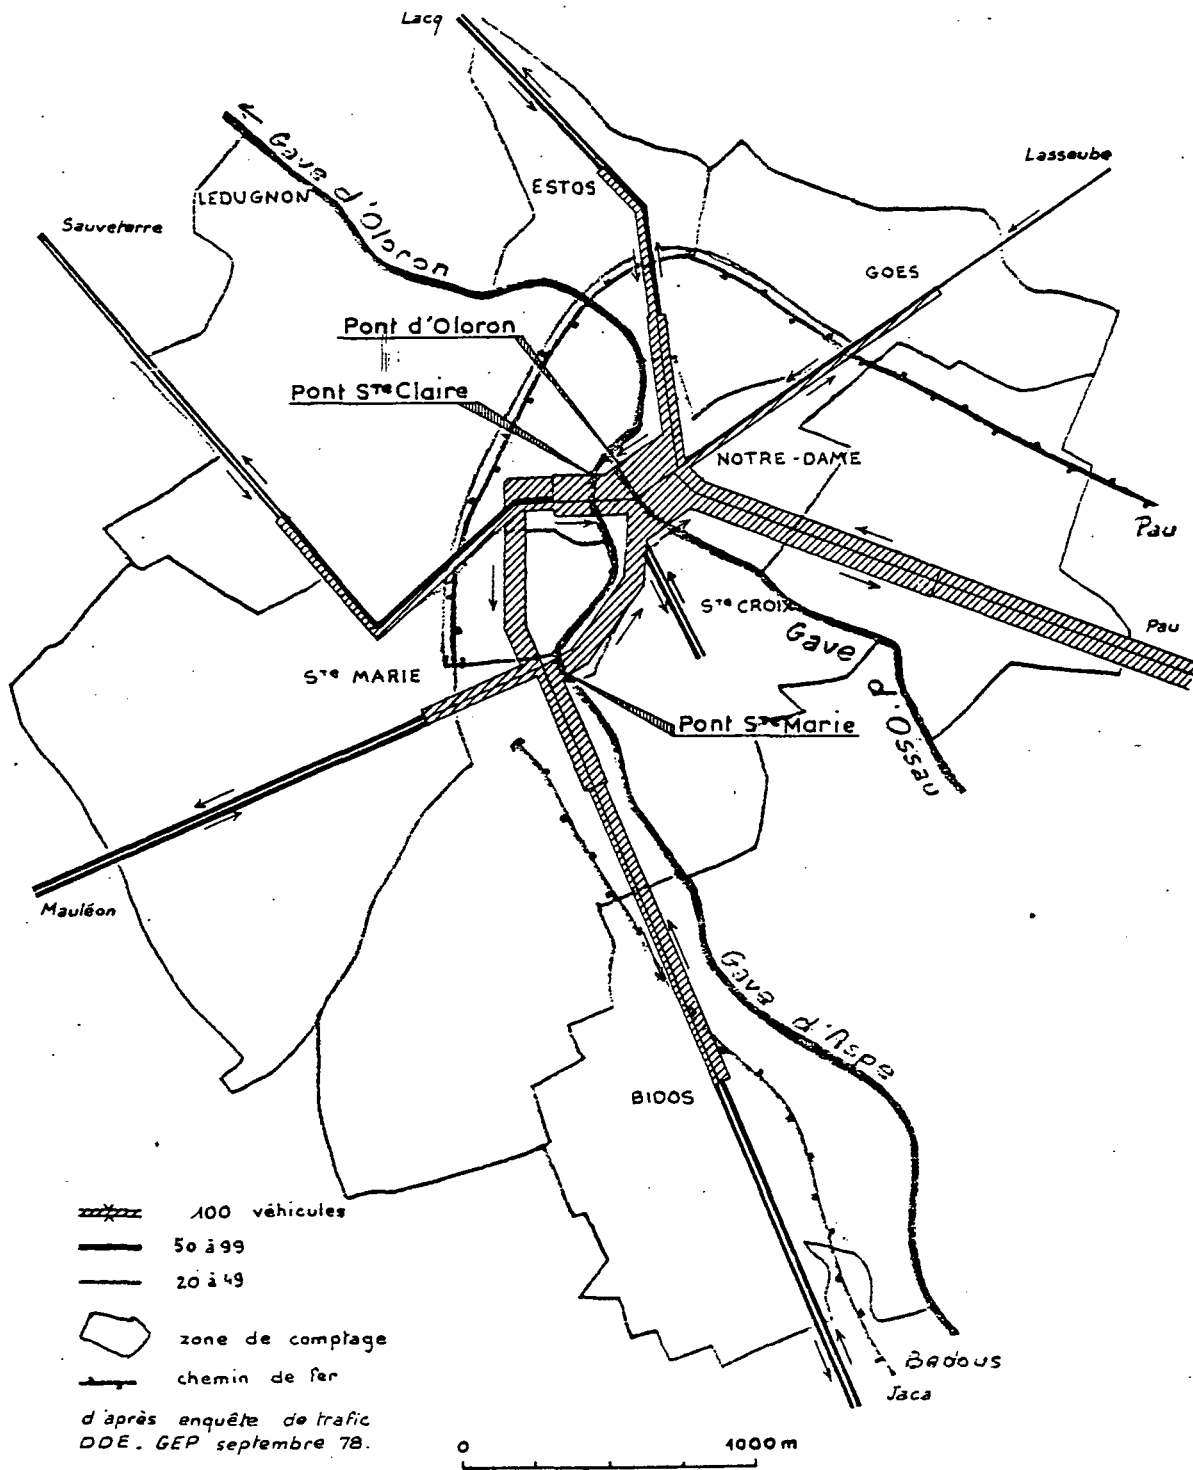 Lacq
Lasseube
Gave d'Oloron
LEDUGNON
ESTOS
Sauveterre
GOES
Pont d'Oloron
Pont Ste Claire
NOTRE-DAME
Pau
Ste CROIX
Gave d'Ossau
Pau
Ste MARIE
Pont Ste Marie
Mauléon
Gave d'Aspe
BIDOS
100 véhicules
50 à 99
20 à 49
zone de comptage
chemin de fer
d'après enquête de trafic
DDE. GEP septembre 78.
Bedous
Jaca
0 1000m